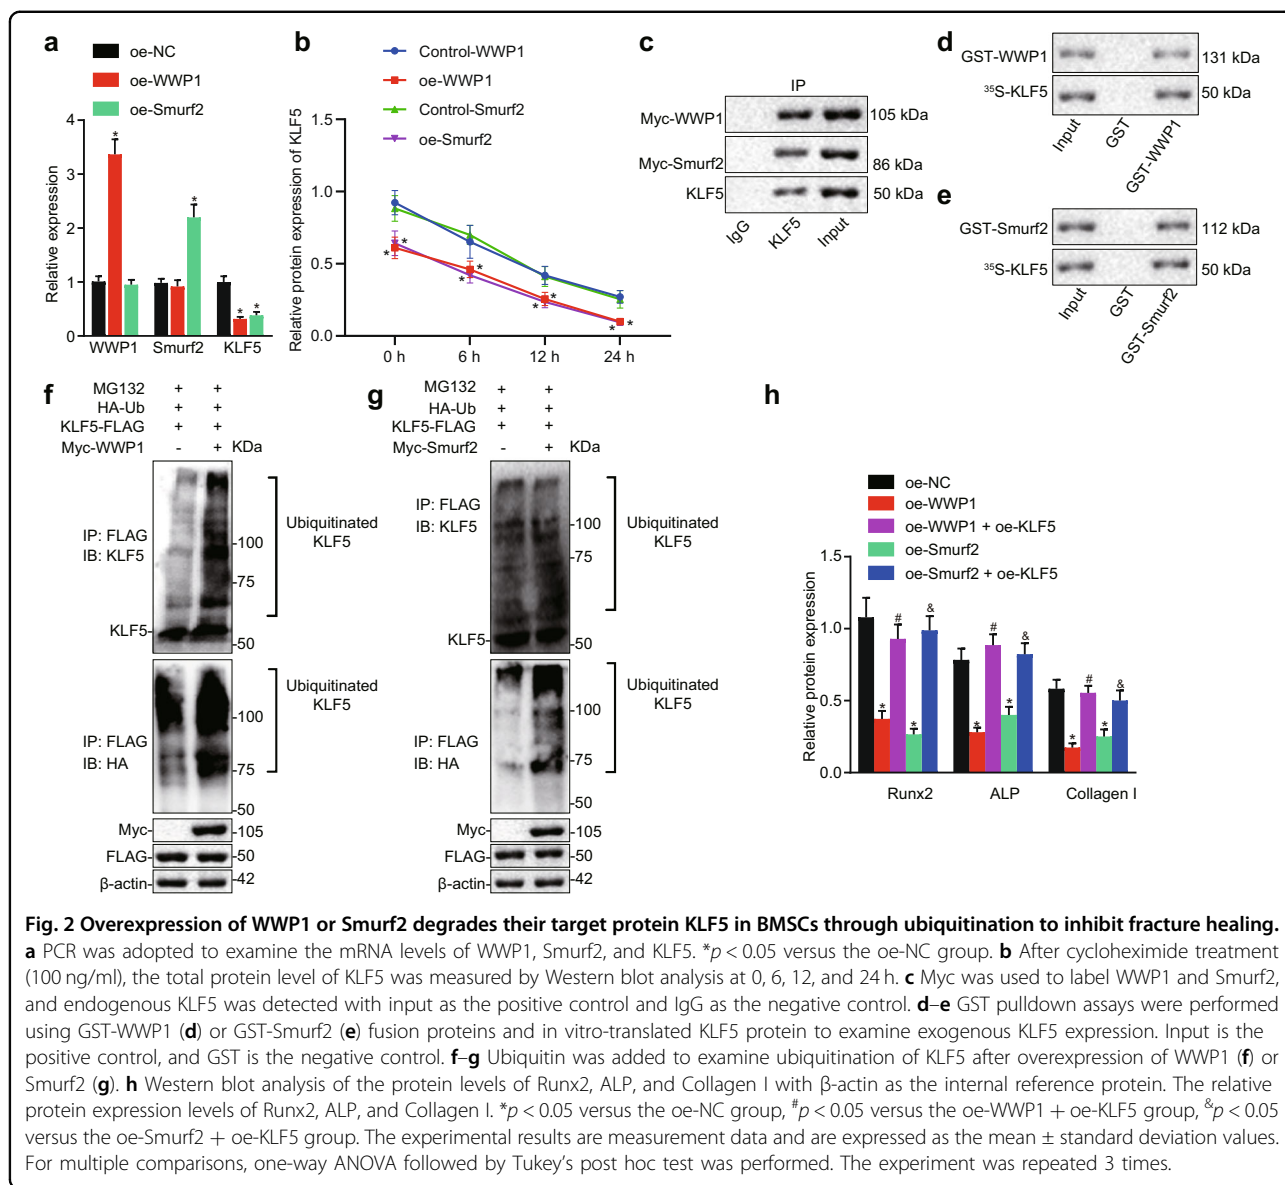 a
oe-NC
oe-WWP1
oe-Smurf2
Relative expression
4
3
2
1
0
WWP1 Smurf2 KLF5
* * * *
b
Control-WWP1
oe-WWP1
Control-Smurf2
oe-Smurf2
Relative protein expression of KLF5
1.5
1.0
0.5
0.0
0 h 6 h 12 h 24 h
* * * * * * * *
c
IP
Myc-WWP1 105 kDa
Myc-Smurf2 86 kDa
KLF5 50 kDa
IgG KLF5 Input
d
GST-WWP1 131 kDa
³⁵S-KLF5 50 kDa
Input GST GST-WWP1
e
GST-Smurf2 112 kDa
³⁵S-KLF5 50 kDa
Input GST GST-Smurf2
f
MG132 + +
HA-Ub + +
KLF5-FLAG + +
Myc-WWP1 - + KDa
IP: FLAG
IB: KLF5
-100
-75
KLF5-
-50
Ubiquitinated
KLF5
IP: FLAG
IB: HA
-100
-75
-50
Ubiquitinated
KLF5
Myc- -105
FLAG- -50
β-actin- -42
g
MG132 + +
HA-Ub + +
KLF5-FLAG + +
Myc-Smurf2 - + KDa
IP: FLAG
IB: KLF5
-100
-75
KLF5-
-50
Ubiquitinated
KLF5
IP: FLAG
IB: HA
-100
-75
-50
Ubiquitinated
KLF5
Myc- -105
FLAG- -50
β-actin- -42
h
oe-NC
oe-WWP1
oe-WWP1 + oe-KLF5
oe-Smurf2
oe-Smurf2 + oe-KLF5
Relative protein expression
1.5
1.0
0.5
0.0
* # * & * # * & * # * &
Runx2 ALP Collagen I
Fig. 2 Overexpression of WWP1 or Smurf2 degrades their target protein KLF5 in BMSCs through ubiquitination to inhibit fracture healing.
a PCR was adopted to examine the mRNA levels of WWP1, Smurf2, and KLF5. *p < 0.05 versus the oe-NC group. b After cycloheximide treatment
(100 ng/ml), the total protein level of KLF5 was measured by Western blot analysis at 0, 6, 12, and 24 h. c Myc was used to label WWP1 and Smurf2,
and endogenous KLF5 was detected with input as the positive control and IgG as the negative control. d–e GST pulldown assays were performed
using GST-WWP1 (d) or GST-Smurf2 (e) fusion proteins and in vitro-translated KLF5 protein to examine exogenous KLF5 expression. Input is the
positive control, and GST is the negative control. f–g Ubiquitin was added to examine ubiquitination of KLF5 after overexpression of WWP1 (f) or
Smurf2 (g). h Western blot analysis of the protein levels of Runx2, ALP, and Collagen I with β-actin as the internal reference protein. The relative
protein expression levels of Runx2, ALP, and Collagen I. *p < 0.05 versus the oe-NC group, #p < 0.05 versus the oe-WWP1 + oe-KLF5 group, &p < 0.05
versus the oe-Smurf2 + oe-KLF5 group. The experimental results are measurement data and are expressed as the mean ± standard deviation values.
For multiple comparisons, one-way ANOVA followed by Tukey's post hoc test was performed. The experiment was repeated 3 times.